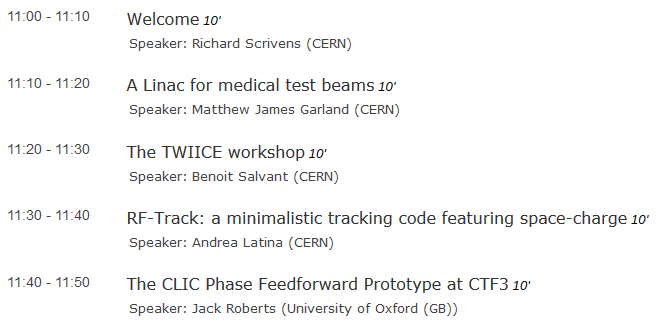 11:00 - 11:10 Welcome 10'
Speaker: Richard Scrivens (CERN)
11:10 - 11:20 A Linac for medical test beams 10'
Speaker: Matthew James Garland (CERN)
11:20 - 11:30 The TWIICE workshop 10'
Speaker: Benoit Salvant (CERN)
11:30 - 11:40 RF-Track: a minimalistic tracking code featuring space-charge 10'
Speaker: Andrea Latina (CERN)
11:40 - 11:50 The CLIC Phase Feedforward Prototype at CTF3 10'
Speaker: Jack Roberts (University of Oxford (GB))